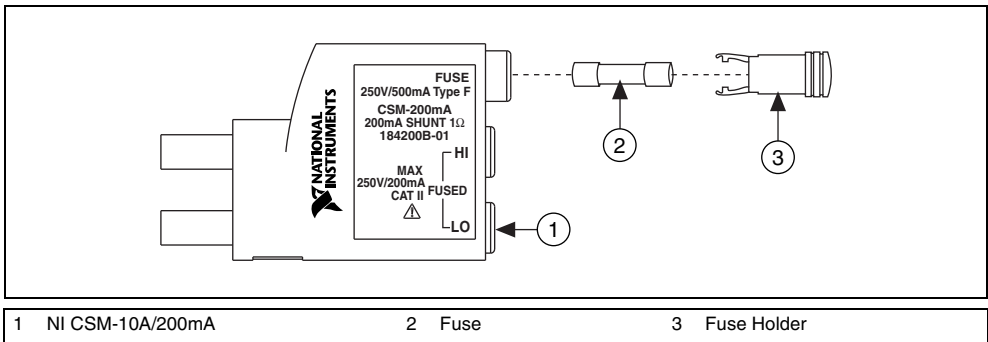 FUSE
250V/500mA Type F
CSM-200mA
200mA SHUNT 1Ω
184200B-01
HI
MAX
250V/200mA
CAT II
FUSED
LO
NATIONAL
INSTRUMENTS
2
3
1
1 NI CSM-10A/200mA 2 Fuse 3 Fuse Holder